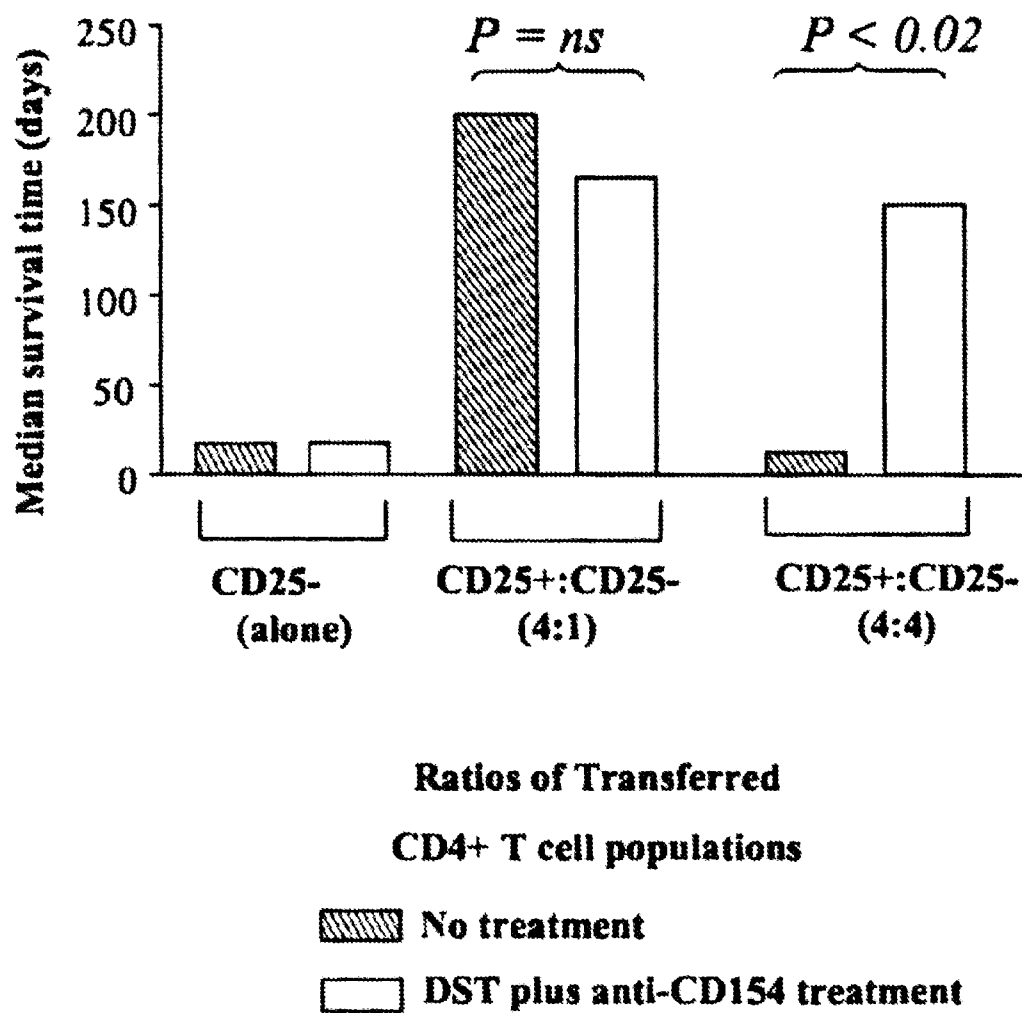 P = ns
P < 0.02
250
200
150
100
50
0
Median survival time (days)
CD25-
(alone)
CD25+:CD25-
(4:1)
CD25+:CD25-
(4:4)
Ratios of Transferred
CD4+ T cell populations
No treatment
DST plus anti-CD154 treatment